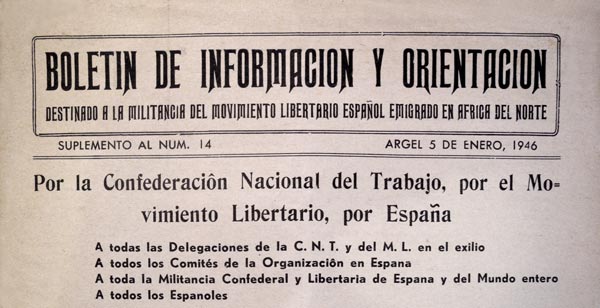 BOLETIN DE INFORMACION Y ORIENTACION
DESTINADO A LA MILITANCIA DEL MOVIMIENTO LIBERTARIO ESPAÑOL EMIGRADO EN AFRICA DEL NORTE
SUPLEMENTO AL NUM. 14 ARGEL 5 DE ENERO, 1946
Por la Confederaciôn Nacional del Trabajo, por el Mo-
vimiento Libertario, por España
A todas las Delegaciones de la C. N. T. y del M. L. en el exilio
A todos los Comités de la Organizaciôn en Espana
A toda la Militancia Confederal y Libertaria de Espana y del Mundo entero
A todos los Espanoles